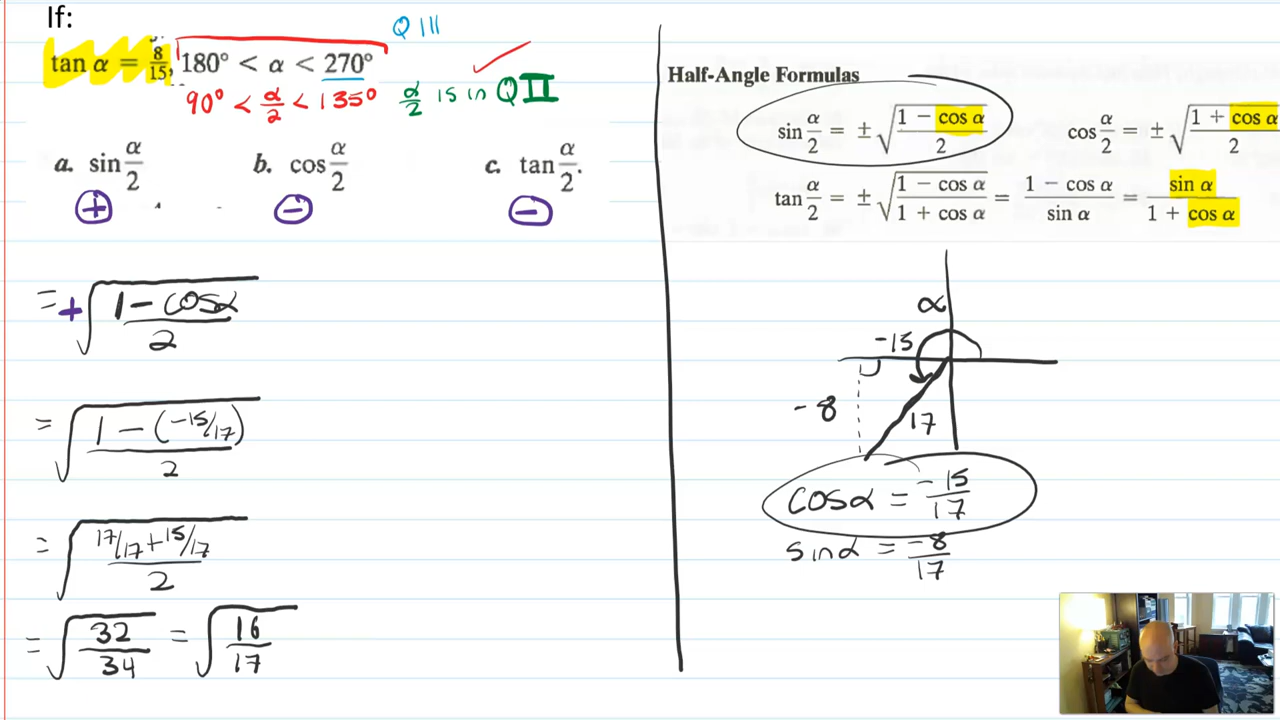 If:
tan α = 8/15, 180° < α < 270°
Q III
90° < α/2 < 135°
α/2 is in Q II
a. sin α/2 b. cos α/2 c. tan α/2.
+ − −
= +√((1 − cosα)/2)
= √((1 − (−15/17))/2)
= √((17/17 + 15/17)/2)
= √(32/34) = √(16/17)
Half-Angle Formulas
sin α/2 = ±√((1 − cos α)/2) cos α/2 = ±√((1 + cos α)/2)
tan α/2 = ±√((1 − cos α)/(1 + cos α)) = (1 − cos α)/(sin α) = (sin α)/(1 + cos α)
α
-15
-8
17
cosα = -15/17
sinα = -8/17